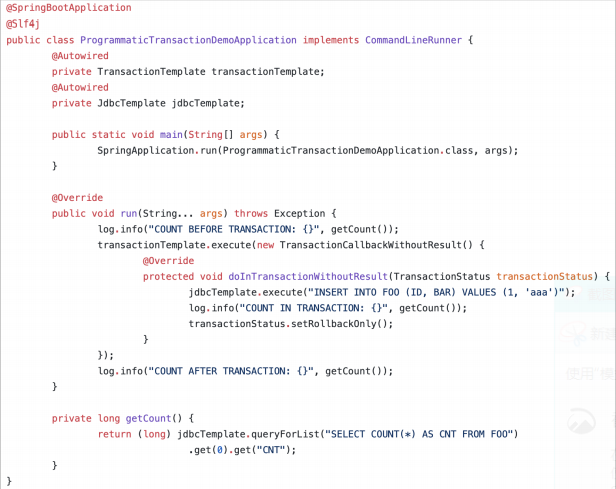 @SpringBootApplication
@Slf4j
public class ProgrammaticTransactionDemoApplication implements CommandLineRunner {
        @Autowired
        private TransactionTemplate transactionTemplate;
        @Autowired
        private JdbcTemplate jdbcTemplate;

        public static void main(String[] args) {
                SpringApplication.run(ProgrammaticTransactionDemoApplication.class, args);
        }

        @Override
        public void run(String... args) throws Exception {
                log.info("COUNT BEFORE TRANSACTION: {}", getCount());
                transactionTemplate.execute(new TransactionCallbackWithoutResult() {
                        @Override
                        protected void doInTransactionWithoutResult(TransactionStatus transactionStatus) {
                                jdbcTemplate.execute("INSERT INTO FOO (ID, BAR) VALUES (1, 'aaa')");
                                log.info("COUNT IN TRANSACTION: {}", getCount());
                                transactionStatus.setRollbackOnly();
                        }
                });
                log.info("COUNT AFTER TRANSACTION: {}", getCount());
        }

        private long getCount() {
                return (long) jdbcTemplate.queryForList("SELECT COUNT(*) AS CNT FROM FOO")
                                .get(0).get("CNT");
        }
}
新建
使用"模